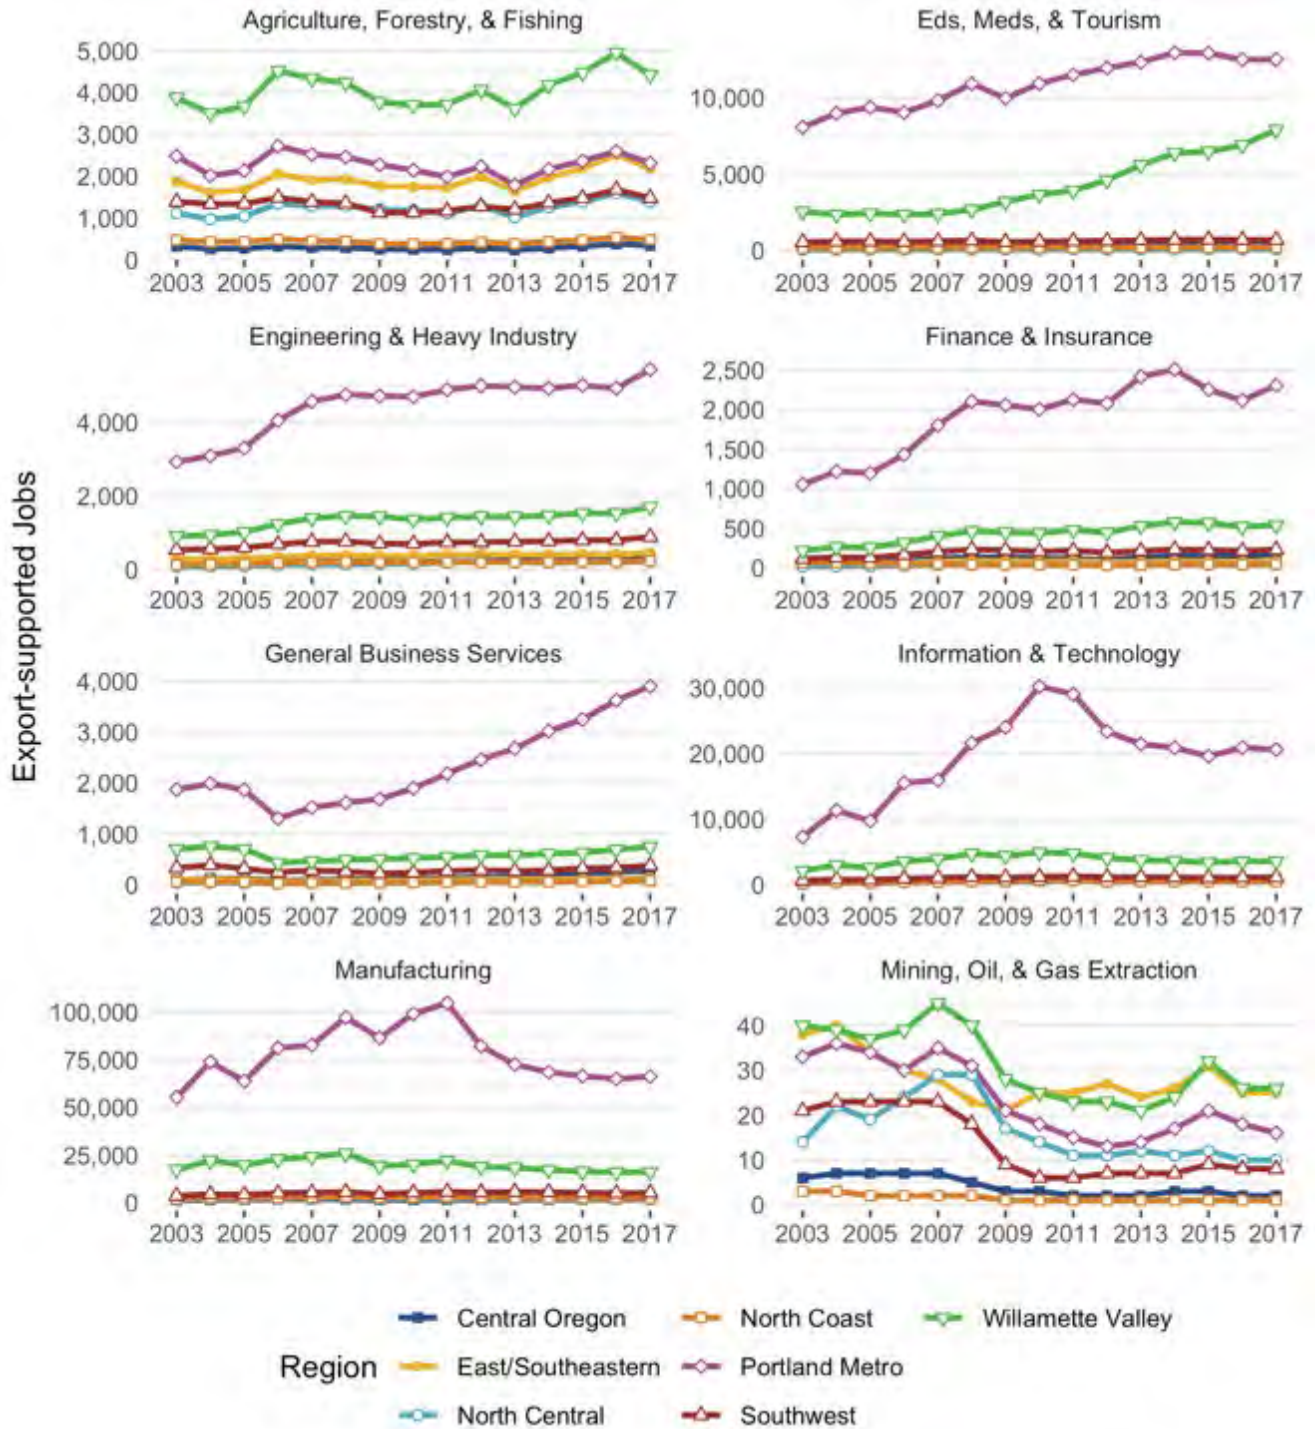 Agriculture, Forestry, & Fishing
5,000
4,000
3,000
2,000
1,000
0
2003 2005 2007 2009 2011 2013 2015 2017
Eds, Meds, & Tourism
10,000
5,000
0
2003 2005 2007 2009 2011 2013 2015 2017
Engineering & Heavy Industry
4,000
2,000
0
2003 2005 2007 2009 2011 2013 2015 2017
Finance & Insurance
2,500
2,000
1,500
1,000
500
0
2003 2005 2007 2009 2011 2013 2015 2017
Export-supported Jobs
General Business Services
4,000
3,000
2,000
1,000
0
2003 2005 2007 2009 2011 2013 2015 2017
Information & Technology
30,000
20,000
10,000
0
2003 2005 2007 2009 2011 2013 2015 2017
Manufacturing
100,000
75,000
50,000
25,000
0
2003 2005 2007 2009 2011 2013 2015 2017
Mining, Oil, & Gas Extraction
40
30
20
10
0
2003 2005 2007 2009 2011 2013 2015 2017
Region
Central Oregon
East/Southeastern
North Central
North Coast
Portland Metro
Southwest
Willamette Valley